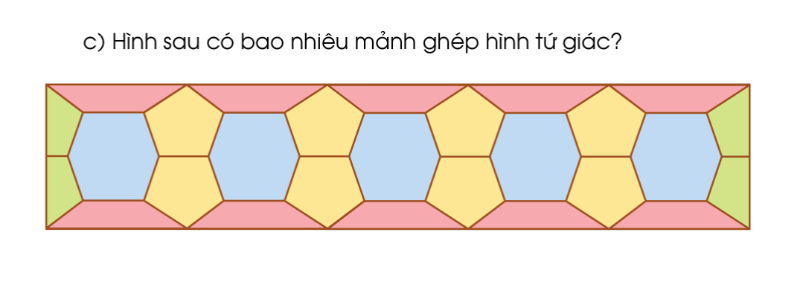 c) Hình sau có bao nhiêu mảnh ghép hình tứ giác?